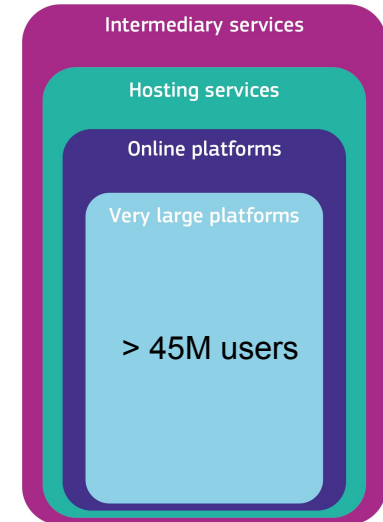 Intermediary services
Hosting services
Online platforms
Very large platforms
> 45M users